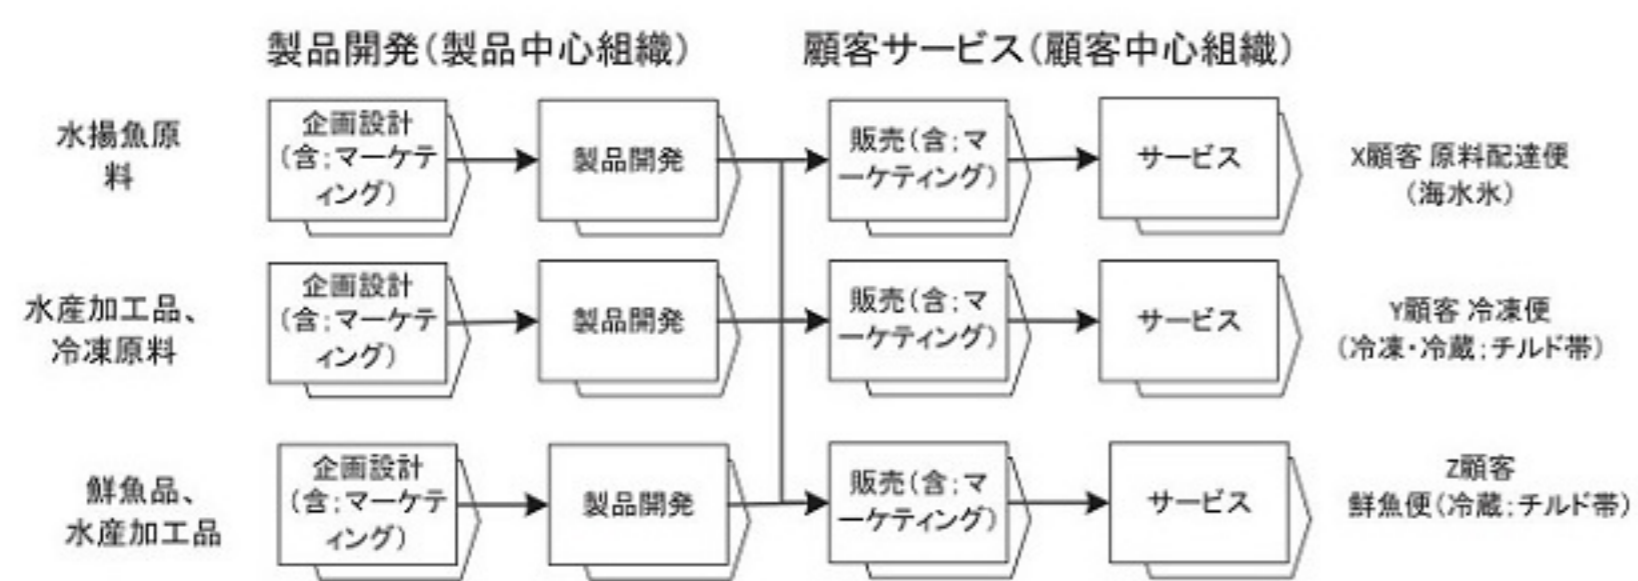 製品開発(製品中心組織)
顧客サービス(顧客中心組織)
水揚魚原
料
企画設計
(含;マーケテ
ィング)
製品開発
販売(含;マ
ーケティング)
サービス
X顧客 原料配達便
(海水氷)
水産加工品、
冷凍原料
企画設計
(含;マーケテ
ィング)
製品開発
販売(含;マ
ーケティング)
サービス
Y顧客 冷凍便
(冷凍・冷蔵;チルド帯)
鮮魚品、
水産加工品
企画設計
(含;マーケテ
ィング)
製品開発
販売(含;マ
ーケティング)
サービス
Z顧客
鮮魚便(冷蔵;チルド帯)